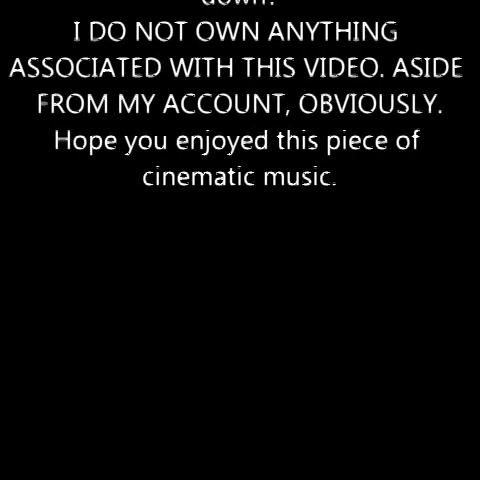 down.
I DO NOT OWN ANYTHING
ASSOCIATED WITH THIS VIDEO. ASIDE
FROM MY ACCOUNT, OBVIOUSLY.
Hope you enjoyed this piece of
cinematic music.